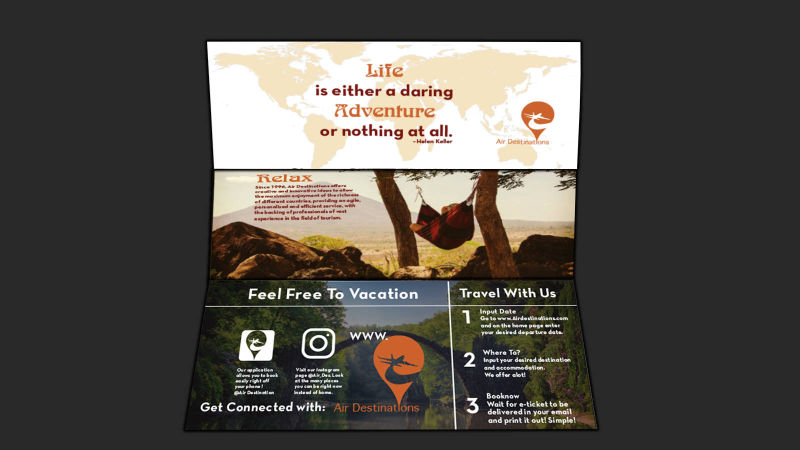 Life
is either a daring
Adventure
or nothing at all.
~Helen Keller
Air Destinations
Relax
Since 1996, Air Destinations offers
creative and innovative ideas to allow
the maximum enjoyment of the richness
of different countries, providing an agile,
personalized and efficient service, with
the backing of professionals of vast
experience in the field of tourism.
Feel Free To Vacation
Our application
allows you to book
easily right off
your phone !
@Air Destination
Visit our Instagram
page @Air_Des. Look
at the many places
you can be right now
instead of home.
www.
Get Connected with:
Air Destinations
Travel With Us
1 Input Date
Go to www.Airdestinations.com
and on the home page enter
your desired departure date.
2 Where To?
Input your desired destination
and accommodation.
We offer alot!
3 Booknow
Wait for e-ticket to be
delivered in your email
and print it out! Simple!